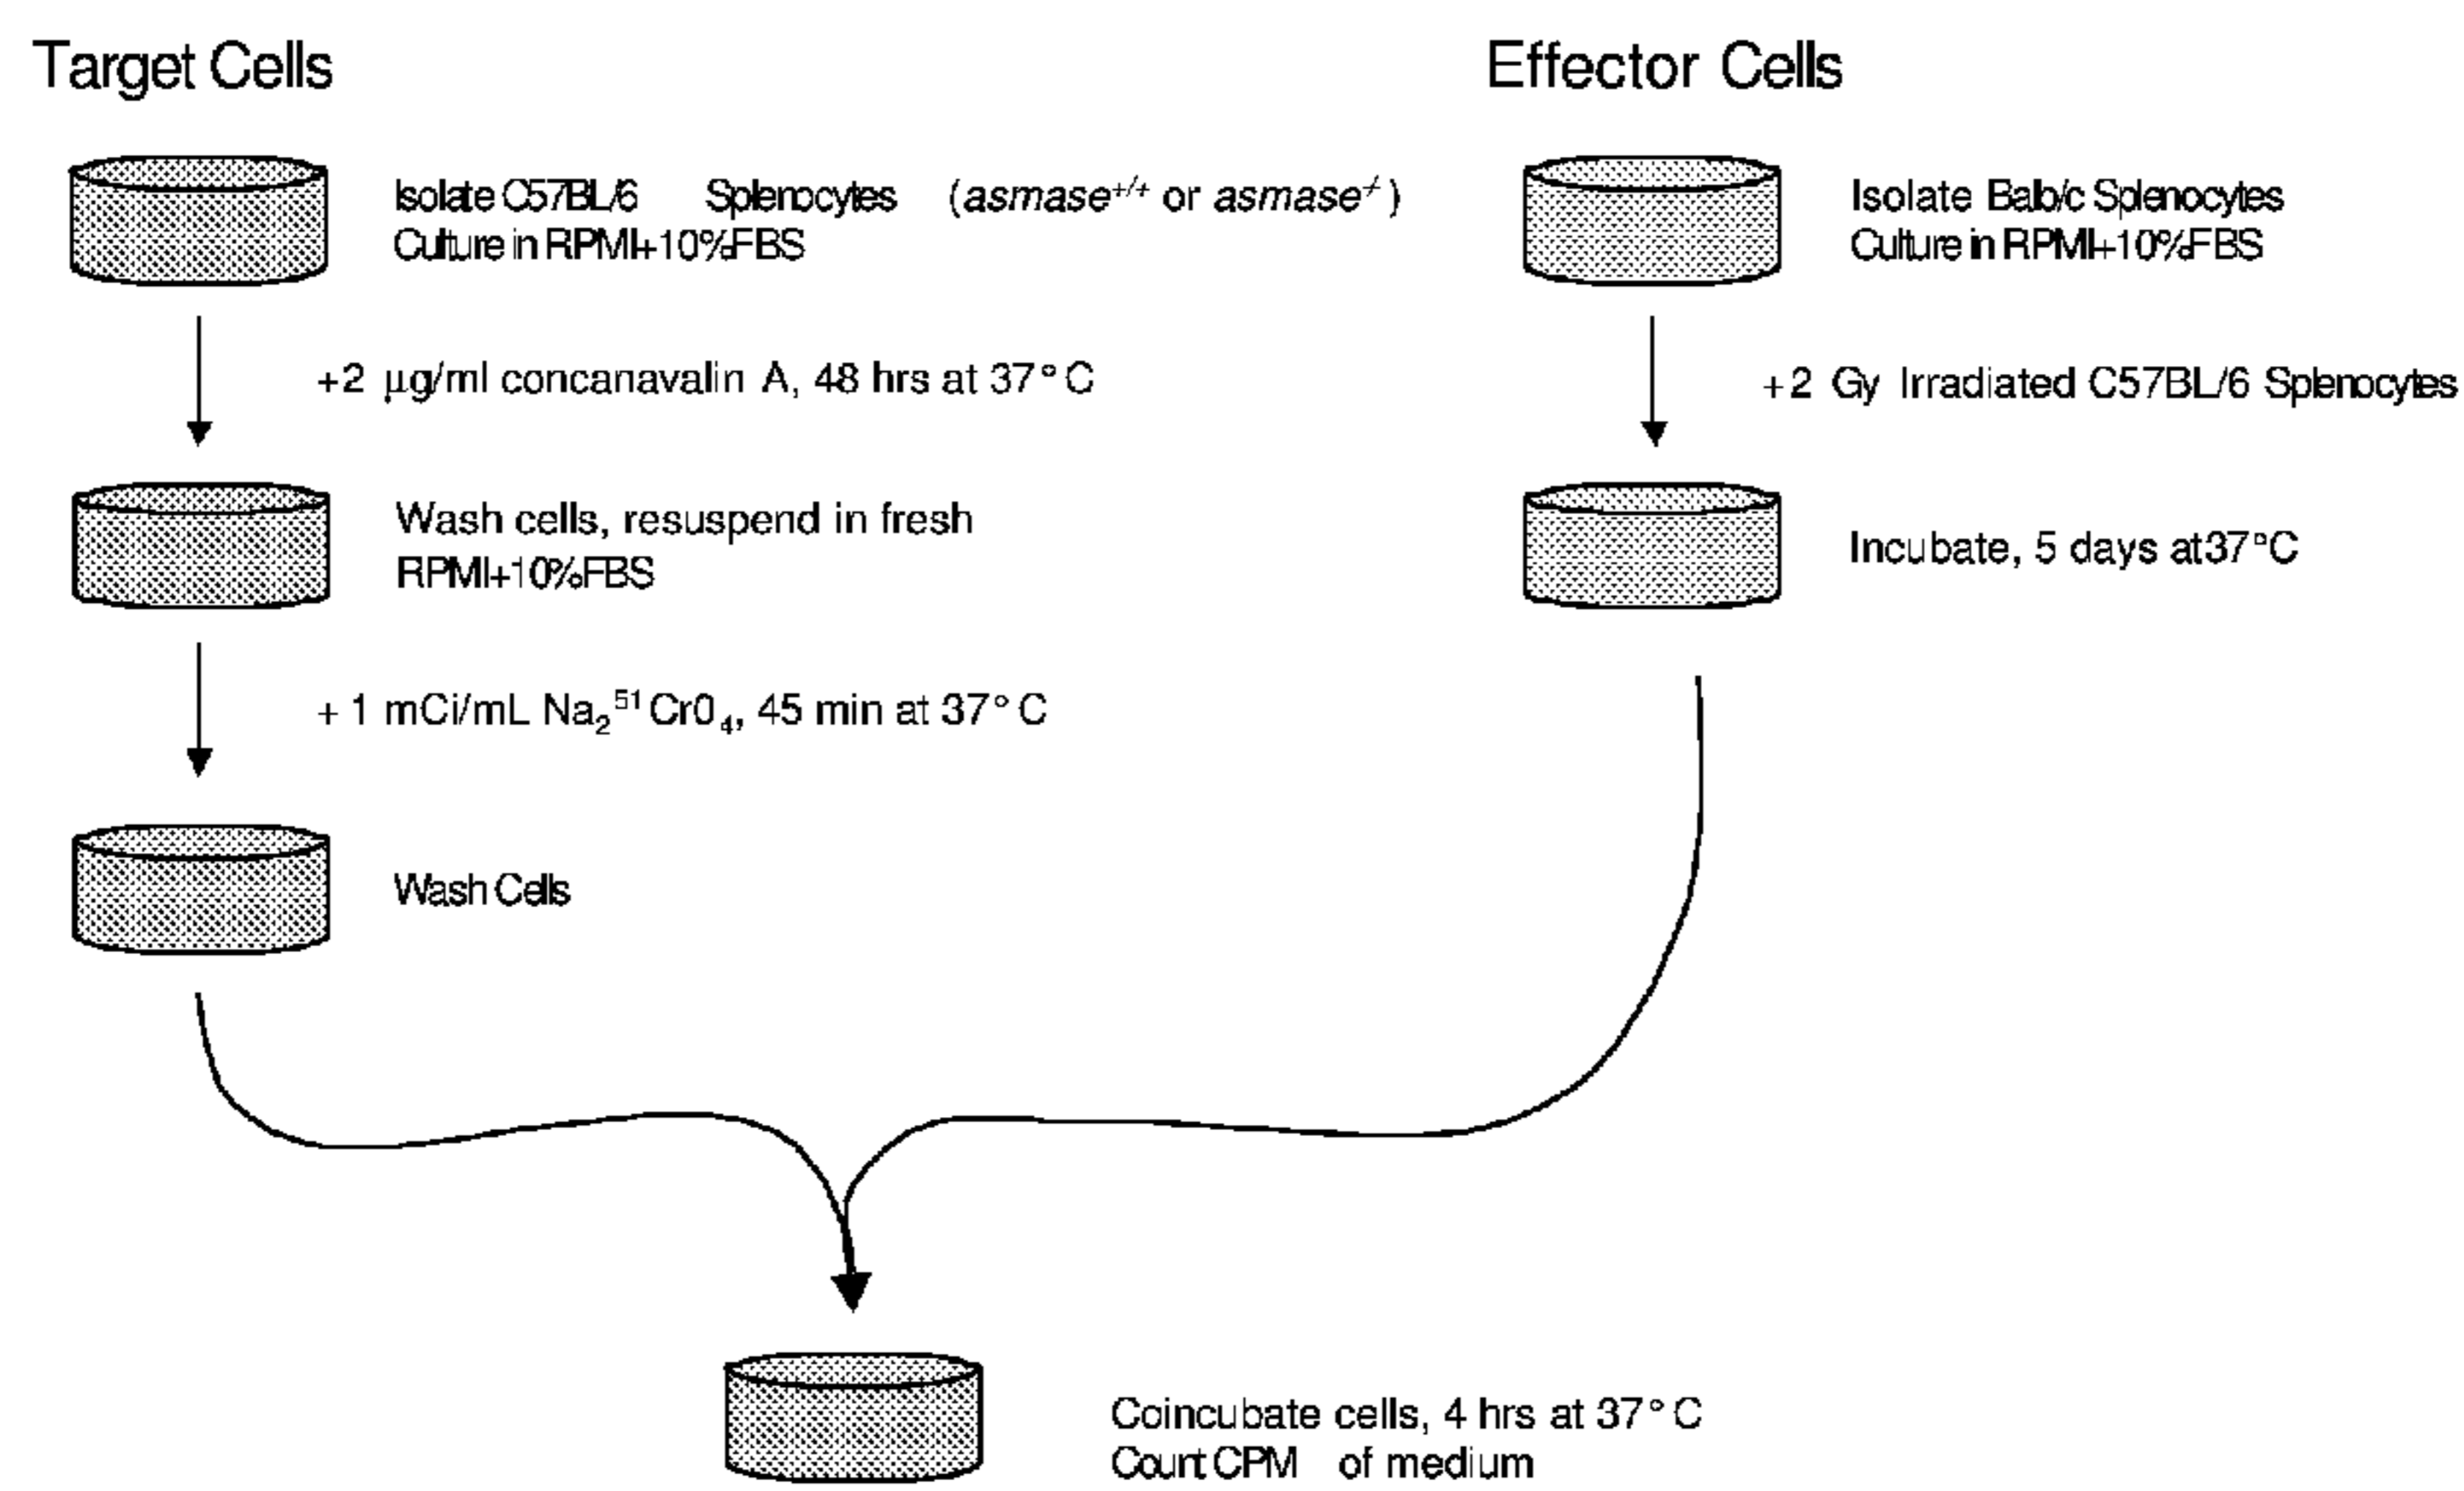 Target Cells
Effector Cells
Isolate C57BL/6 Splenocytes (asmase+/+ or asmase-/-)
Culture in RPMI+10%FBS
Isolate Balb/c Splenocytes
Culture in RPMI+10%FBS
+2 μg/ml concanavalin A, 48 hrs at 37°C
+2 Gy Irradiated C57BL/6 Splenocytes
Wash cells, resuspend in fresh
RPMI+10%FBS
Incubate, 5 days at37°C
+ 1 mCi/mL Na₂⁵¹Cr0₄, 45 min at 37°C
Wash Cells
Coincubate cells, 4 hrs at 37°C
Count CPM of medium